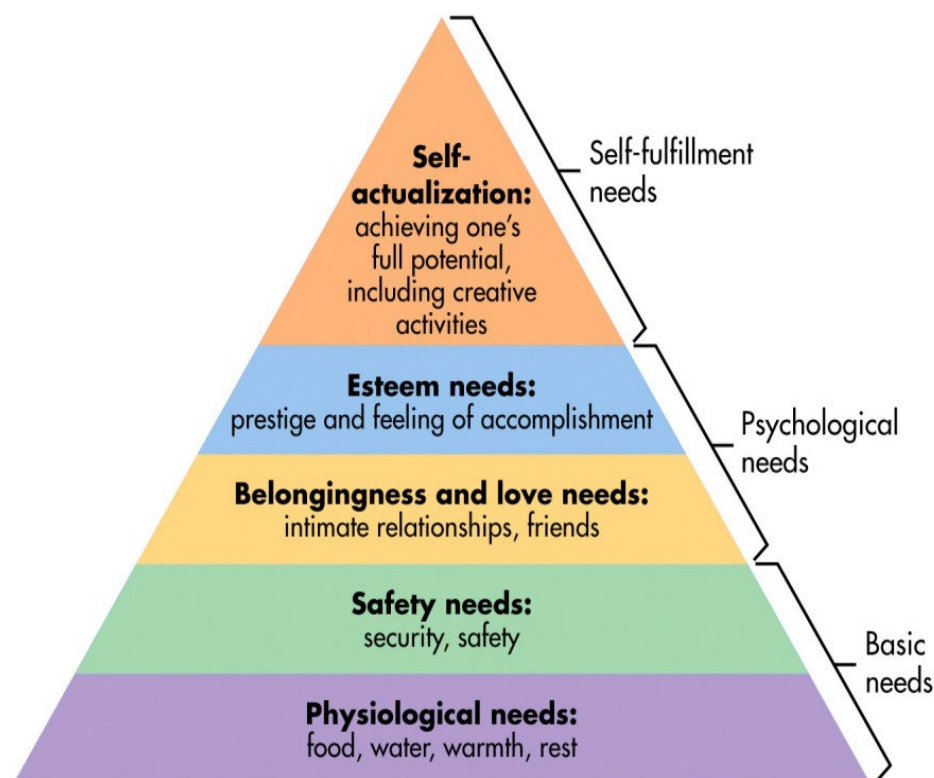 Self-
actualization:
achieving one's
full potential,
including creative
activities
Self-fulfillment
needs
Esteem needs:
prestige and feeling of accomplishment
Psychological
needs
Belongingness and love needs:
intimate relationships, friends
Safety needs:
security, safety
Basic
needs
Physiological needs:
food, water, warmth, rest